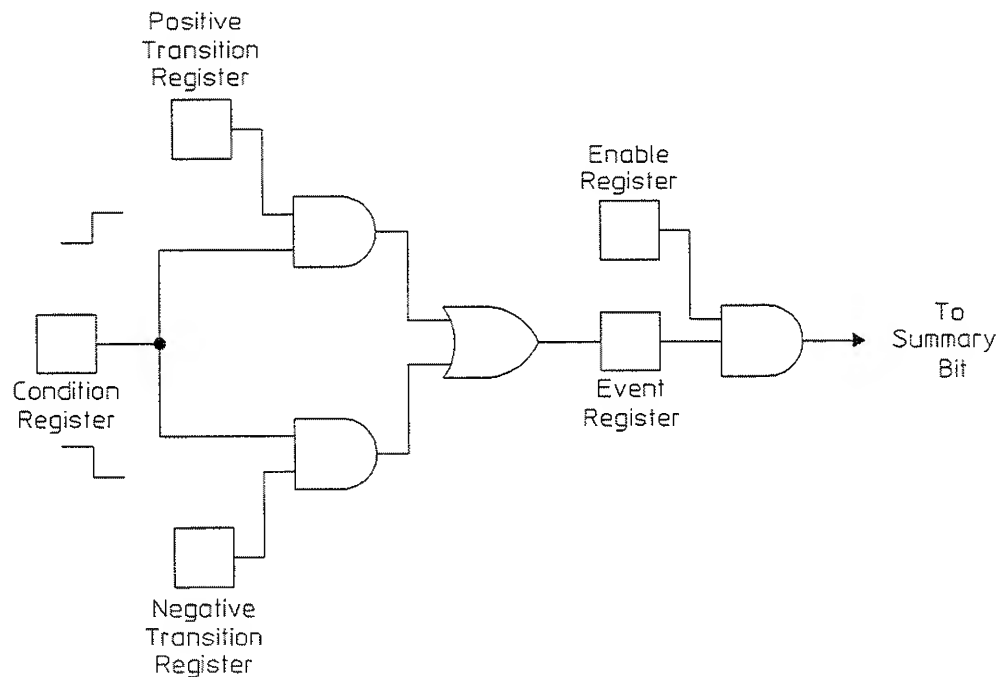 Positive
Transition
Register
Enable
Register
Condition
Register
Event
Register
To
Summary
Bit
Negative
Transition
Register